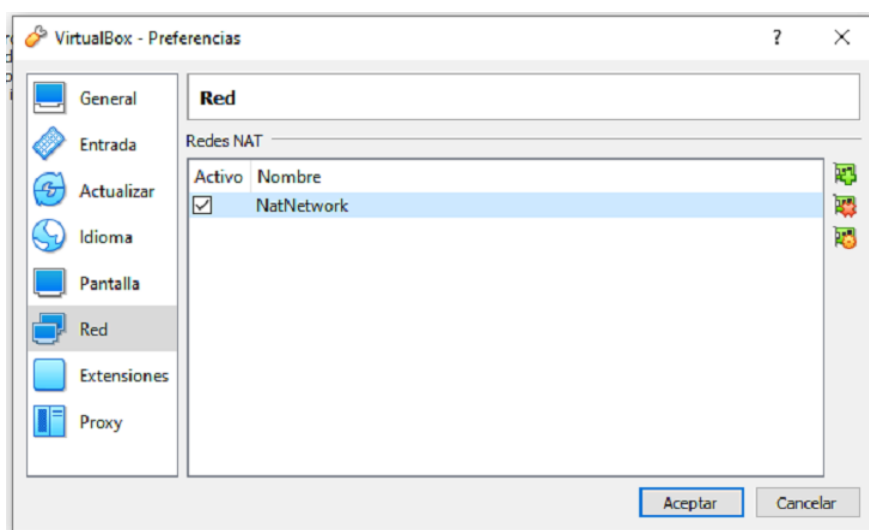 VirtualBox - Preferencias
?
General
Entrada
Actualizar
Idioma
Pantalla
Red
Extensiones
Proxy
Red
Redes NAT
Activo Nombre
NatNetwork
Aceptar
Cancelar